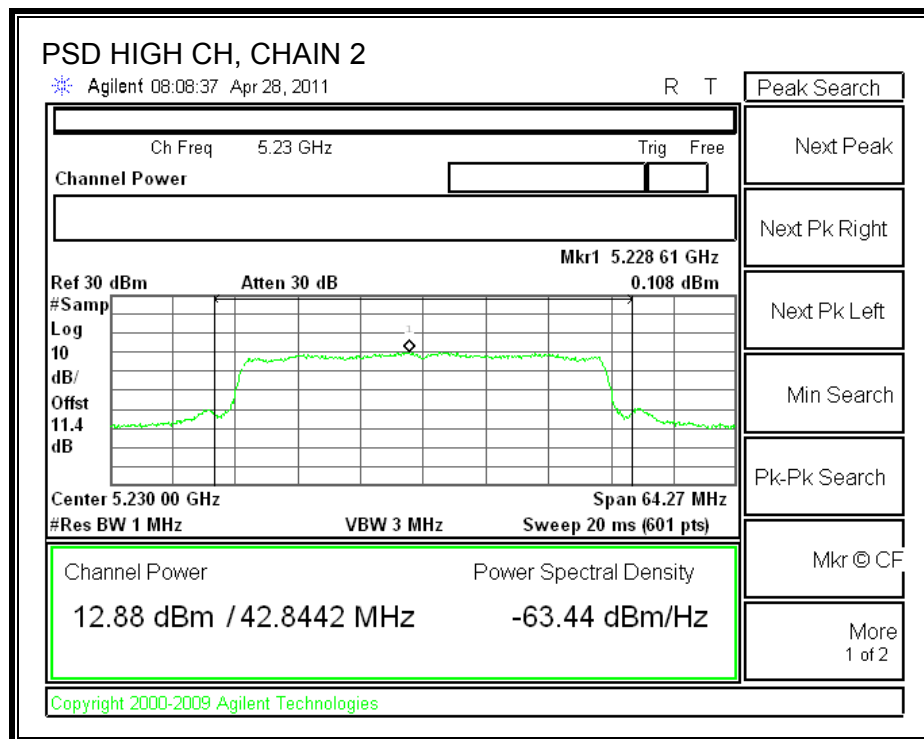 PSD HIGH CH, CHAIN 2
Agilent 08:08:37 Apr 28, 2011 R T
Peak Search
Ch Freq 5.23 GHz Trig Free
Channel Power
Next Peak
Next Pk Right
Mkr1 5.228 61 GHz
Ref 30 dBm Atten 30 dB 0.108 dBm
#Samp
Log
10
dB/
Offst
11.4
dB
1
Next Pk Left
Min Search
Pk-Pk Search
Center 5.230 00 GHz Span 64.27 MHz
#Res BW 1 MHz VBW 3 MHz Sweep 20 ms (601 pts)
Channel Power Power Spectral Density
12.88 dBm / 42.8442 MHz -63.44 dBm/Hz
Mkr © CF
More
1 of 2
Copyright 2000-2009 Agilent Technologies